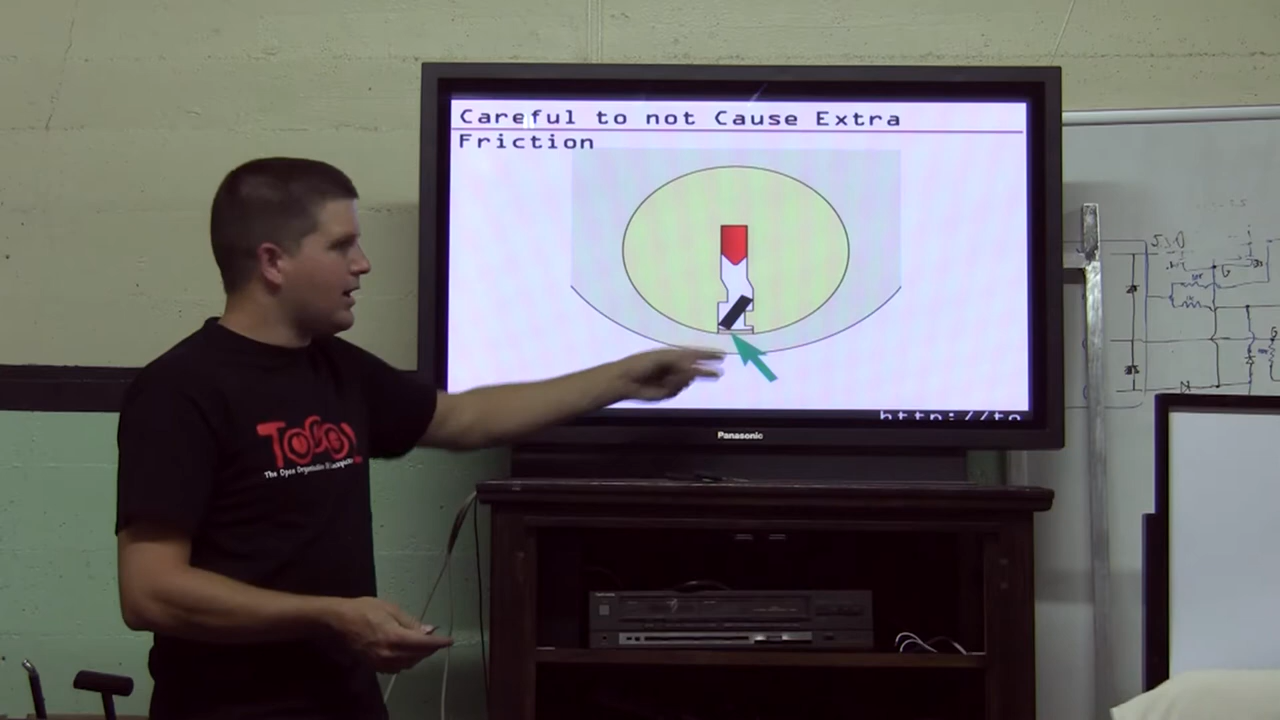 Careful to not Cause Extra
Friction
http://to
Panasonic
TOOOL
The Open Organisation Of Lockpickers